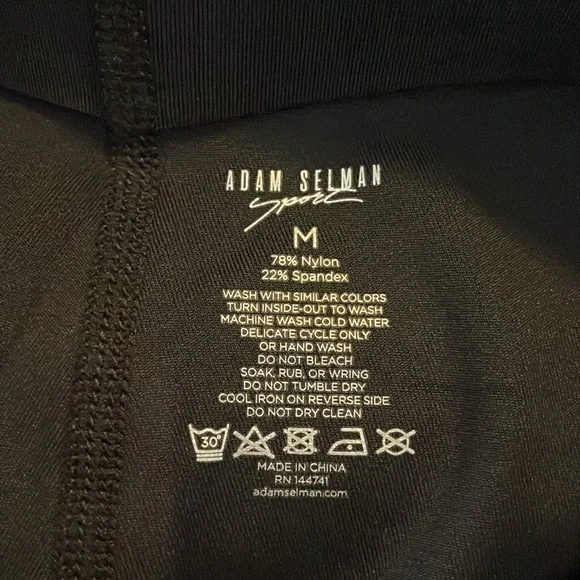 ADAM SELMAN
Sport
M
78% Nylon
22% Spandex
WASH WITH SIMILAR COLORS
TURN INSIDE-OUT TO WASH
MACHINE WASH COLD WATER
DELICATE CYCLE ONLY
OR HAND WASH
DO NOT BLEACH
SOAK, RUB, OR WRING
DO NOT TUMBLE DRY
COOL IRON ON REVERSE SIDE
DO NOT DRY CLEAN
30°
MADE IN CHINA
RN 144741
adamselman.com